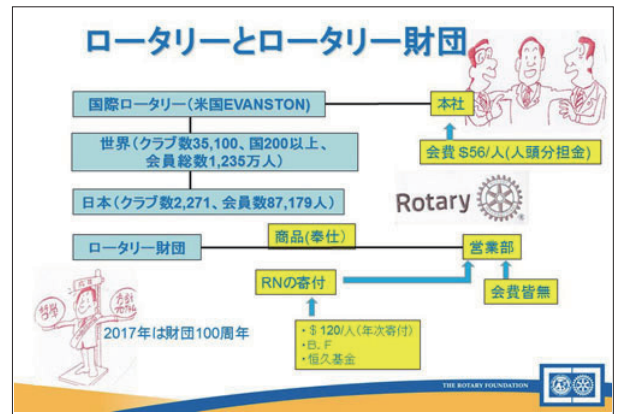 ロータリーとロータリー財団
国際ロータリー(米国EVANSTON)
本社
世界(クラブ数35,100、国200以上、
会員総数1,235万人)
会費 $56/人(人頭分担金)
日本(クラブ数2,271、会員数87,179人)
Rotary
商品(奉仕)
ロータリー財団
営業部
RNの寄付
会費皆無
2017年は財団100周年
・$120/人(年次寄付)
・B.F
・恒久基金
THE ROTARY FOUNDATION